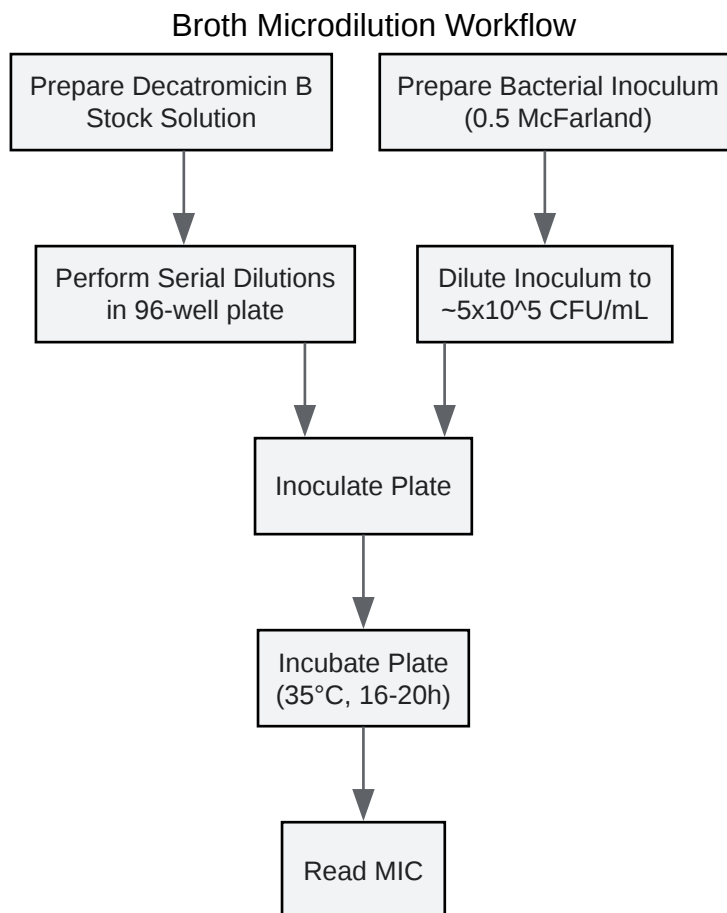 Broth Microdilution Workflow
Prepare Decatromicin B
Stock Solution
Prepare Bacterial Inoculum
(0.5 McFarland)
Perform Serial Dilutions
in 96-well plate
Dilute Inoculum to
~5x10^5 CFU/mL
Inoculate Plate
Incubate Plate
(35°C, 16-20h)
Read MIC